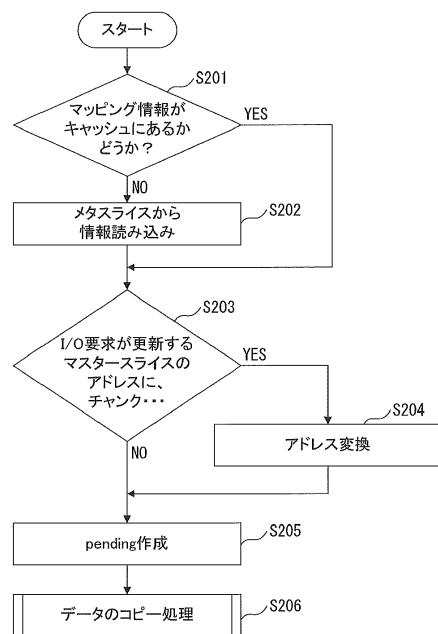 スタート
S201
マッピング情報が
キャッシュにあるか
どうか？
YES
NO
メタスライスから
情報読み込み
S202
S203
I/O要求が更新する
マスタースライスの
アドレスに、
チャンク・・・
YES
S204
アドレス変換
NO
pending作成
S205
データのコピー処理
S206